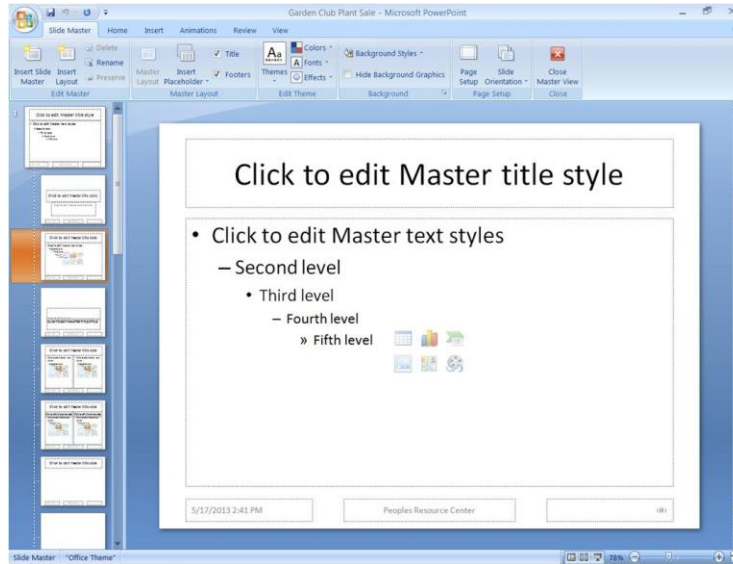 Garden Club Plant Sale - Microsoft PowerPoint
Slide Master Home Insert Animations Review View
Insert Slide Master
Insert Layout
Delete
Rename
Preserve
Edit Master
Master Layout
Insert Placeholder
Title
Footers
Master Layout
Aa
Themes
Colors
A Fonts
Effects
Edit Theme
Background Styles
Hide Background Graphics
Background
Page Setup
Slide Orientation
Page Setup
Close Master View
Close
1
Click to edit Master title style
• Click to edit Master text styles
– Second level
• Third level
– Fourth level
» Fifth level
5/17/2013 2:41 PM Peoples Resource Center ‹#›
Slide Master "Office Theme" 78%